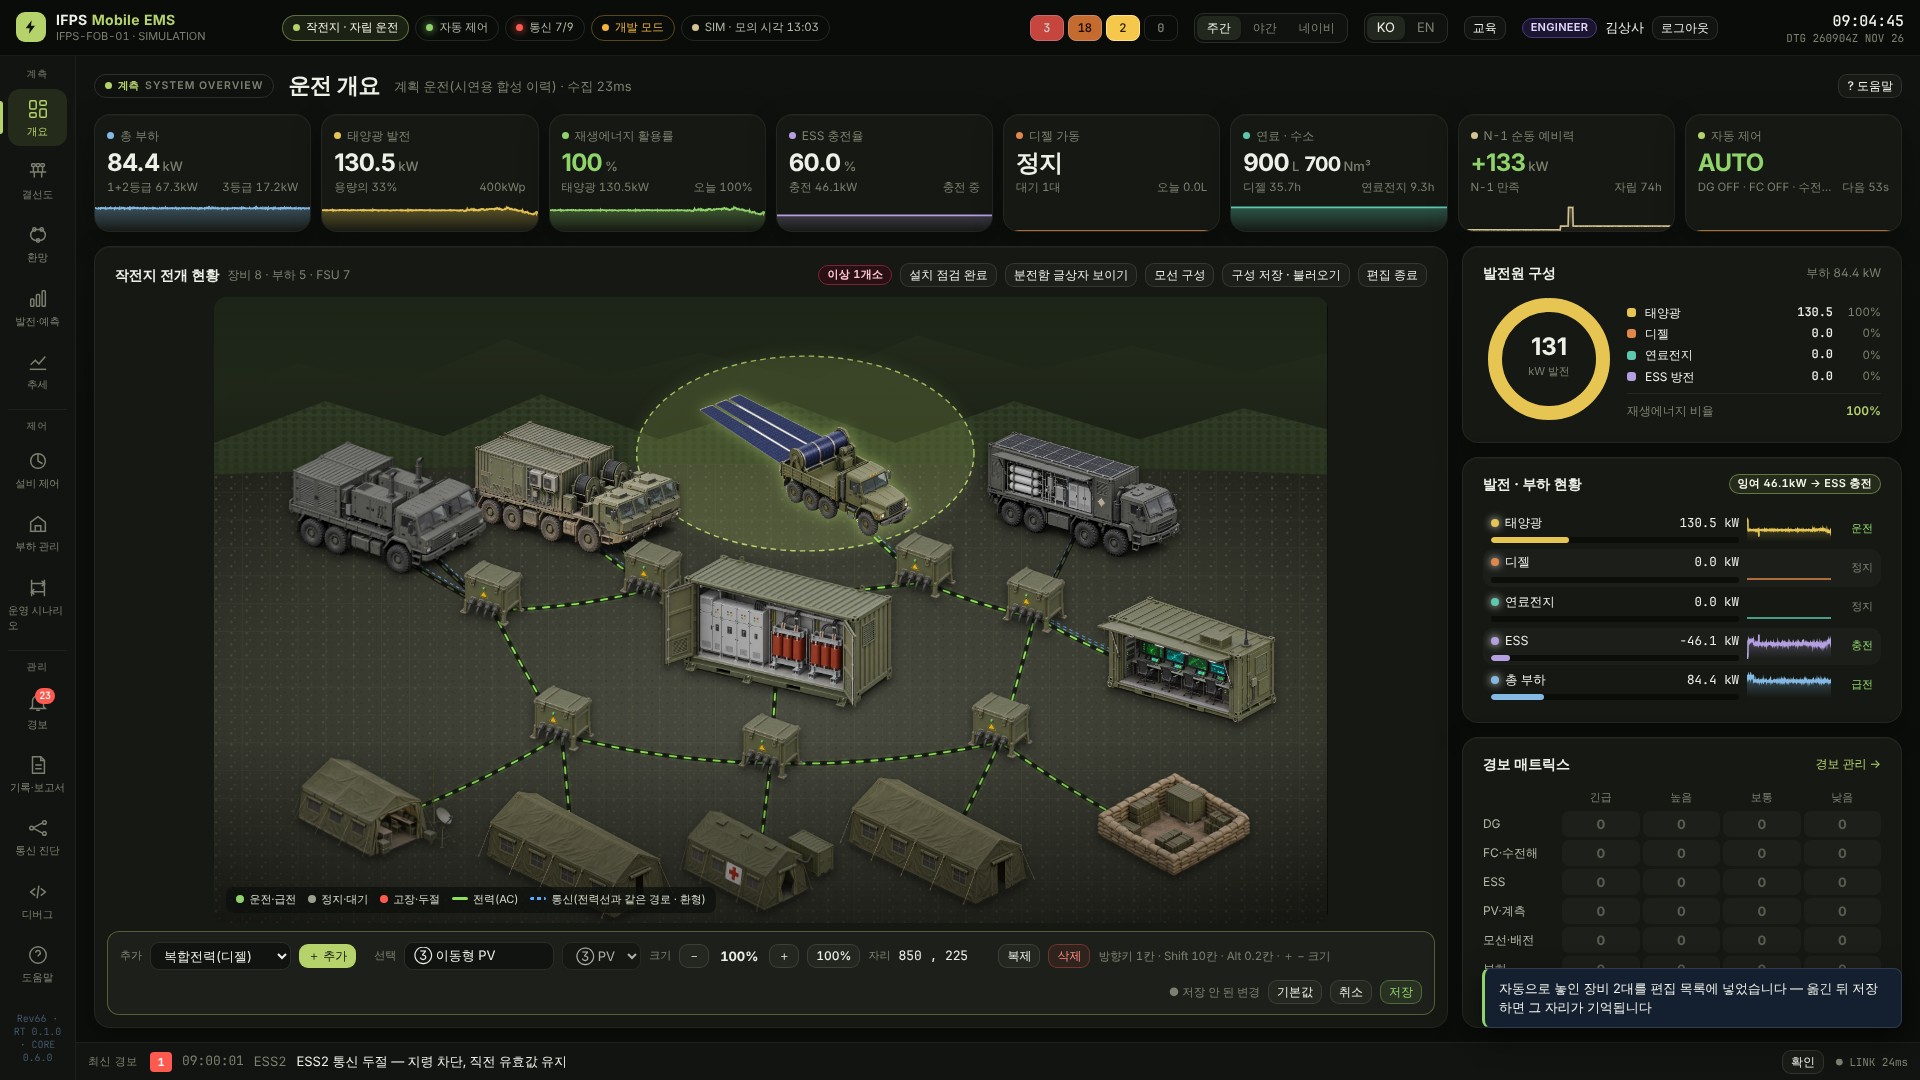 IFPS Mobile EMS
IFPS-FOB-01 · SIMULATION
작전지 · 자립 운전
자동 제어
통신 7/9
개발 모드
SIM · 모의 시각 13:03
3 18 2 0
주간 야간 네이비
KO EN
교육
ENGINEER 김상사 로그아웃
09:04:45
DTG 260904Z NOV 26
계측
개요
결선도
환망
발전·예측
추세
제어
설비 제어
부하 관리
운영 시나리오
관리
23
경보
기록·보고서
통신 진단
디버그
도움말
Rev66 ·
RT 0.1.0
· CORE
0.6.0
계측 SYSTEM OVERVIEW
운전 개요
계획 운전(시연용 합성 이력) · 수집 23ms
? 도움말
총 부하
84.4 kW
1+2등급 67.3kW 3등급 17.2kW
태양광 발전
130.5 kW
용량의 33% 400kWp
재생에너지 활용률
100 %
태양광 130.5kW 오늘 100%
ESS 충전율
60.0 %
충전 46.1kW 충전 중
디젤 가동
정지
대기 1대 오늘 0.0L
연료 · 수소
900 L 700 Nm³
디젤 35.7h 연료전지 9.3h
N-1 순동 예비력
+133 kW
N-1 만족 자립 74h
자동 제어
AUTO
DG OFF · FC OFF · 수전... 다음 53s
작전지 전개 현황 장비 8 · 부하 5 · FSU 7
이상 1개소
설치 점검 완료
분전함 글상자 보이기
모선 구성
구성 저장 · 불러오기
편집 종료
운전·급전
정지·대기
고장·두절
전력(AC)
통신(전력선과 같은 경로 · 환형)
추가 복합전력(디젤) + 추가
선택 ③ 이동형 PV ③ PV
크기 − 100% + 100%
자리 850 , 225
복제 삭제
방향키 1칸 · Shift 10칸 · Alt 0.2칸 · + − 크기
저장 안 된 변경 기본값 취소 저장
발전원 구성 부하 84.4 kW
131
kW 발전
태양광 130.5 100%
디젤 0.0 0%
연료전지 0.0 0%
ESS 방전 0.0 0%
재생에너지 비율 100%
발전 · 부하 현황 잉여 46.1kW → ESS 충전
태양광 130.5 kW 운전
디젤 0.0 kW 정지
연료전지 0.0 kW 정지
ESS -46.1 kW 충전
총 부하 84.4 kW 급전
경보 매트릭스 경보 관리 →
긴급 높음 보통 낮음
DG 0 0 0 0
FC·수전해 0 0 0 0
ESS 0 0 0 0
PV·계측 0 0 0 0
모선·배전 0 0 0 0
자동으로 놓인 장비 2대를 편집 목록에 넣었습니다 — 옮긴 뒤 저장
하면 그 자리가 기억됩니다
최신 경보 1 09:00:01 ESS2 ESS2 통신 두절 — 지령 차단, 직전 유효값 유지
확인 LINK 24ms